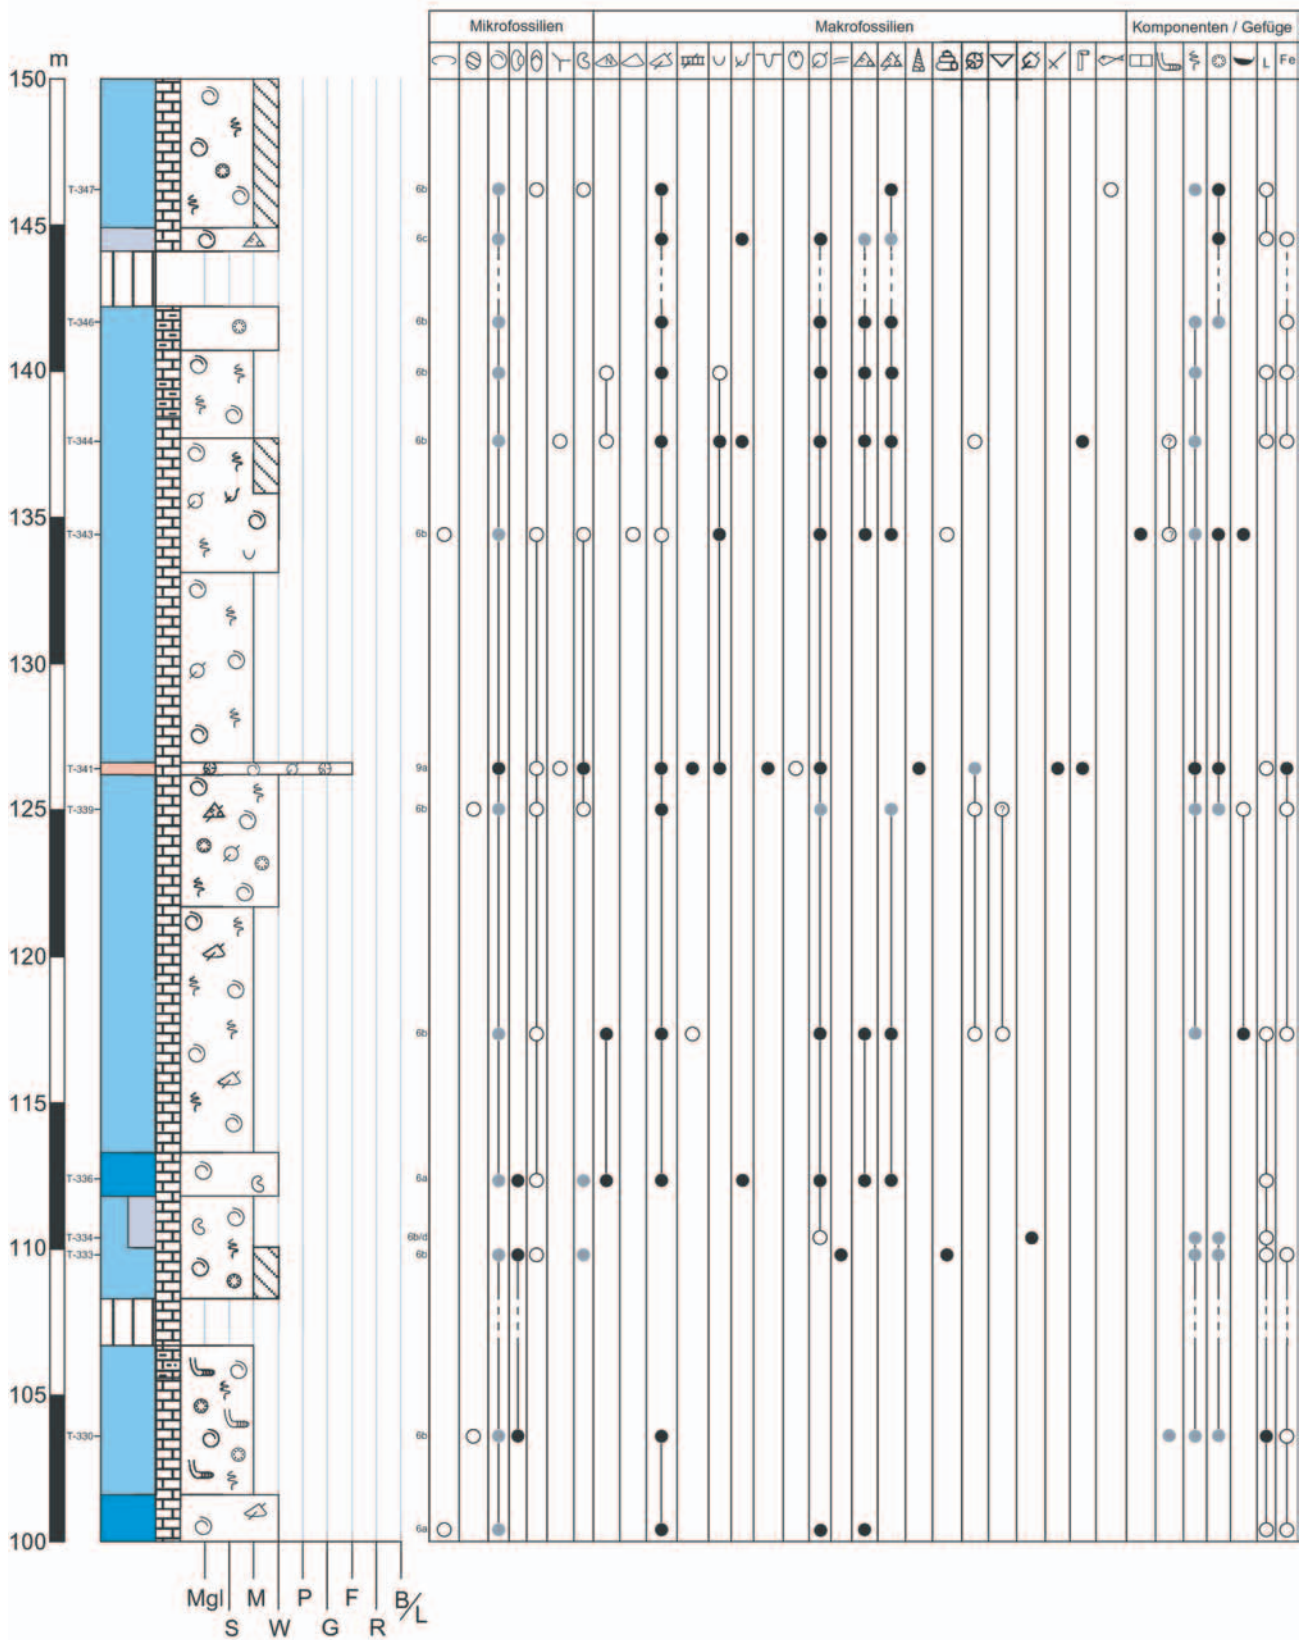 Mikrofossilien Makrofossilien Komponenten / Gefüge
m
L Fe
150
T-347 6b
145
6c
T-346 6b
140 6b
T-344 6b ?
135
T-343 6b ?
130
T-341 9a
125 T-339 6b ?
120
6b
115
T-336 6a
T-334 6b/d
110 T-333 6b
105
T-330 6b
100 6a
Mgl M P F B/L
S W G R